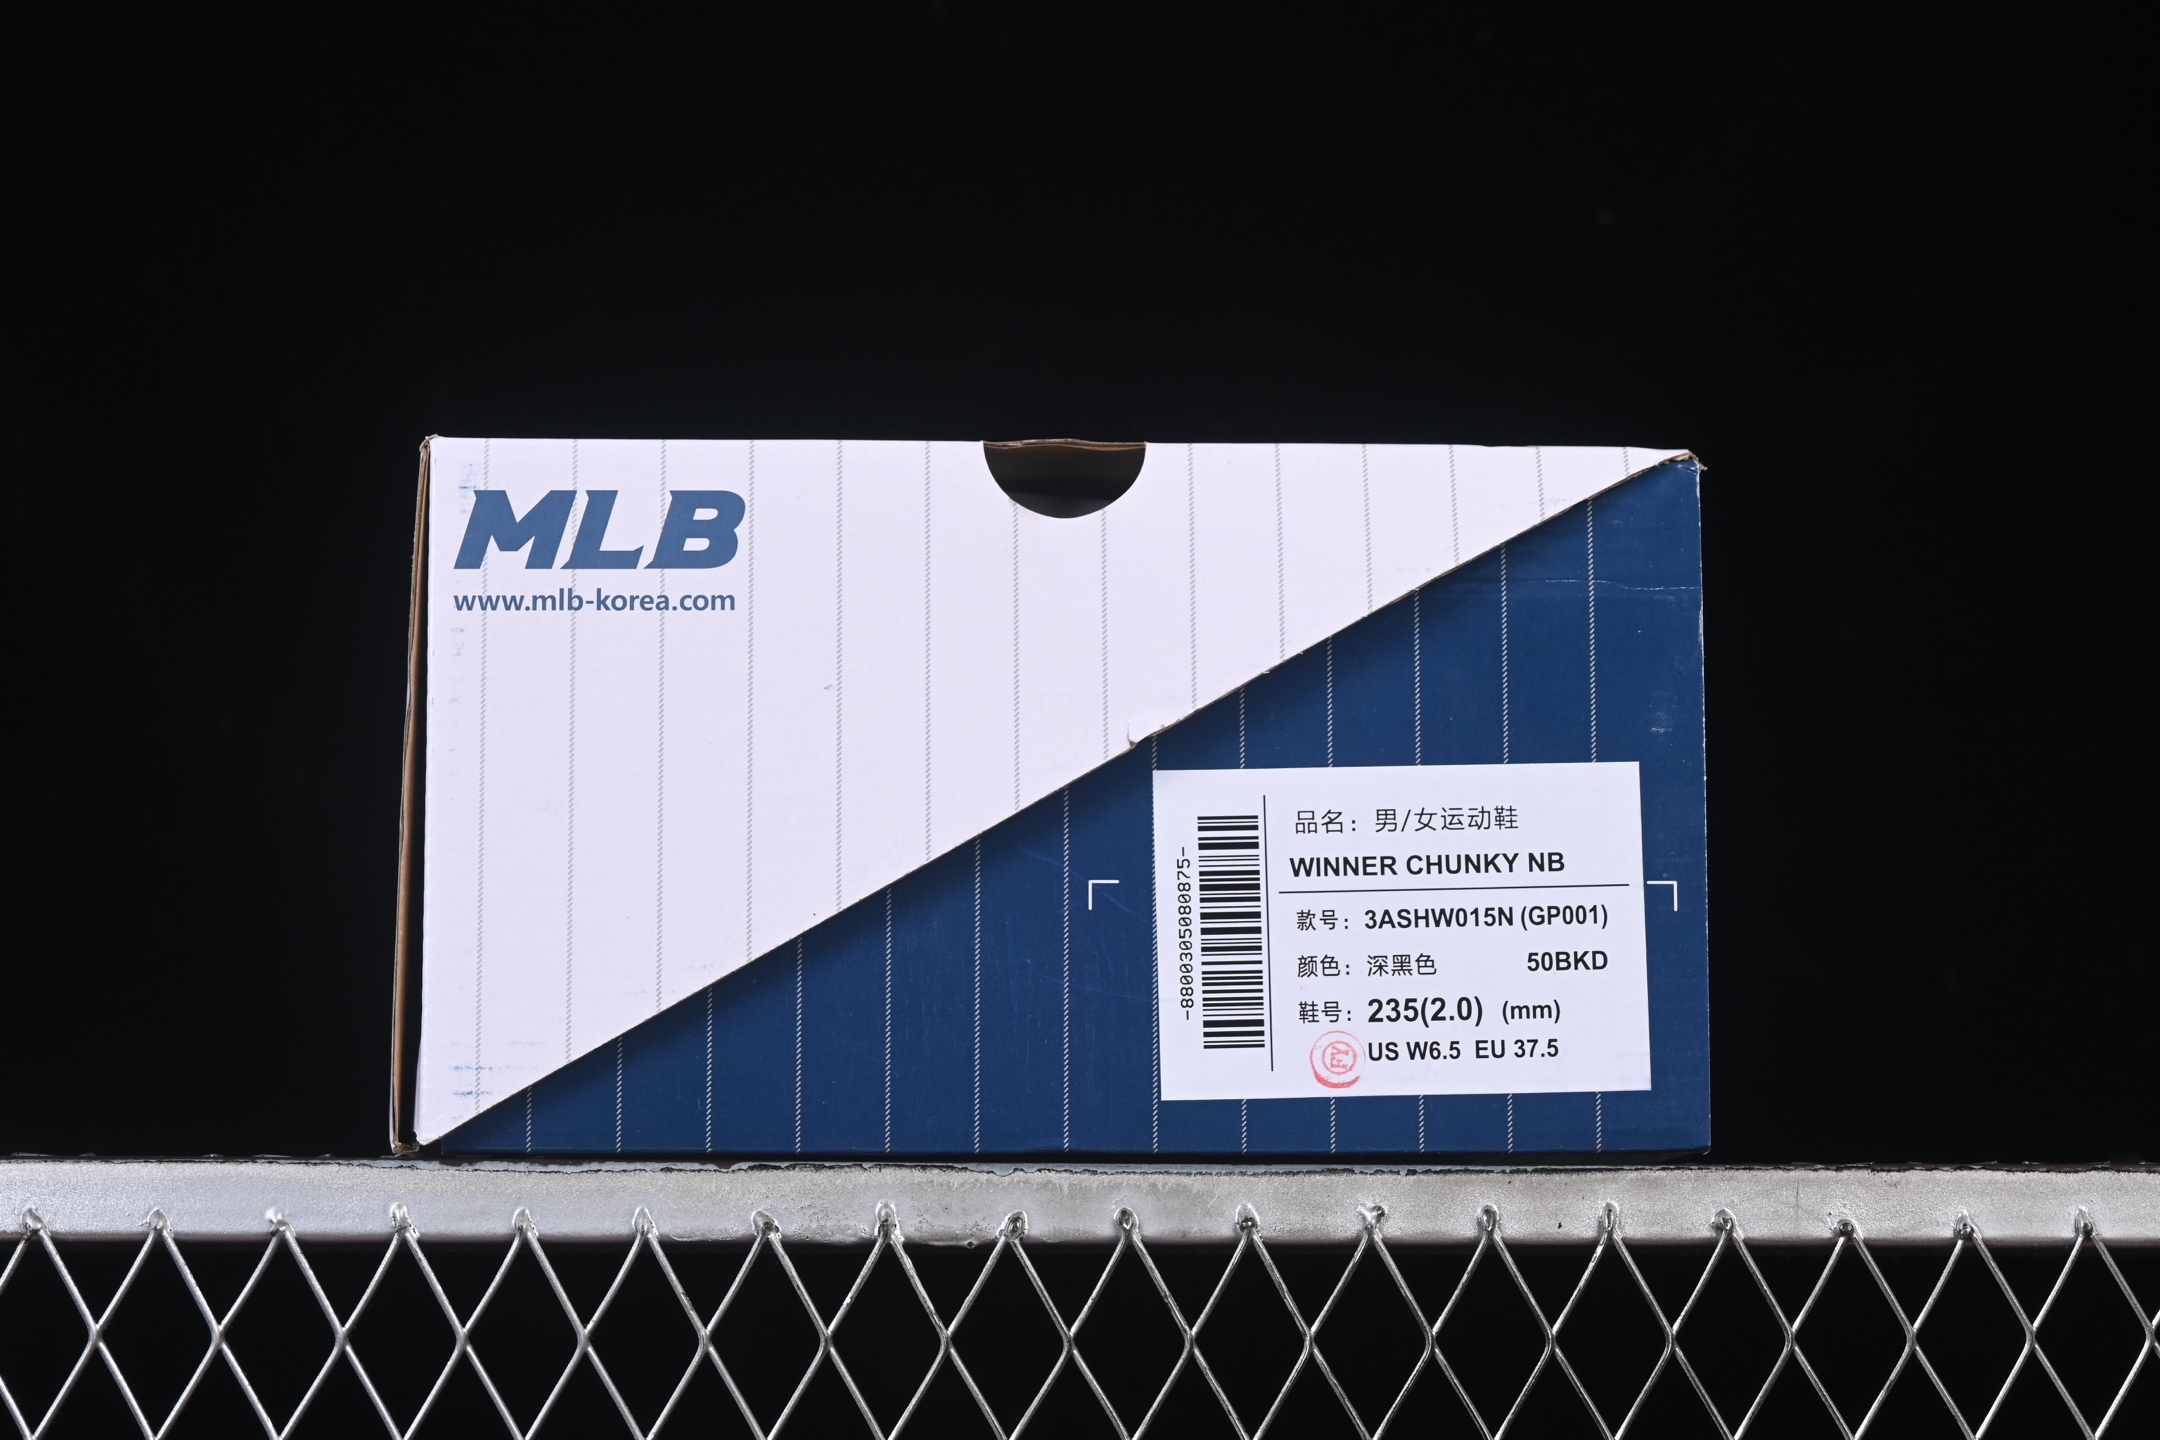 MLB
www.mlb-korea.com
-8800305080875-
品名：男/女运动鞋
WINNER CHUNKY NB
款号：3ASHW015N (GP001)
颜色：深黑色 50BKD
鞋号：235(2.0) (mm)
FY
US W6.5 EU 37.5